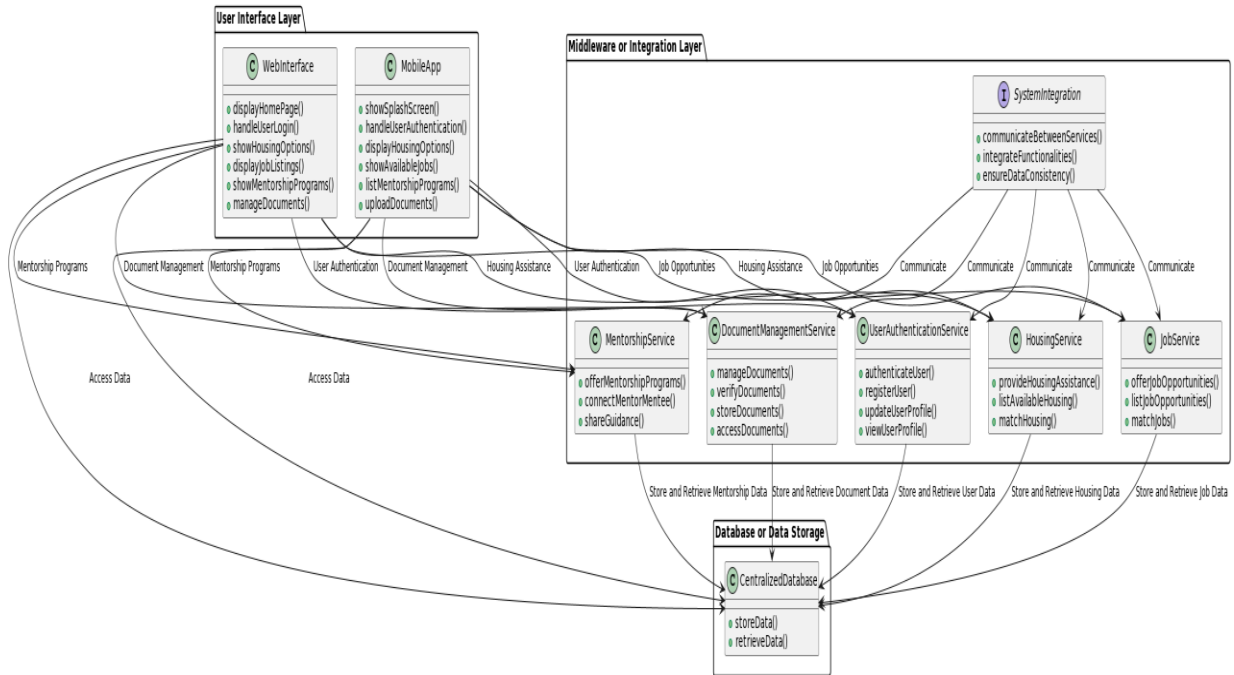 User Interface Layer
C WebInterface
displayHomePage()
handleUserLogin()
showHousingOptions()
displayJobListings()
showMentorshipPrograms()
manageDocuments()
C MobileApp
showSplashScreen()
handleUserAuthentication()
displayHousingOptions()
showAvailableJobs()
listMentorshipPrograms()
uploadDocuments()
Middleware or Integration Layer
I SystemIntegration
communicateBetweenServices()
integrateFunctionalities()
ensureDataConsistency()
Mentorship Programs
Document Management
Mentorship Programs
User Authentication
Document Management
Housing Assistance
User Authentication
Job Opportunities
Housing Assistance
Job Opportunities
Communicate
Communicate
Communicate
Communicate
Communicate
C MentorshipService
offerMentorshipPrograms()
connectMentorMentee()
shareGuidance()
C DocumentManagementService
manageDocuments()
verifyDocuments()
storeDocuments()
accessDocuments()
C UserAuthenticationService
authenticateUser()
registerUser()
updateUserProfile()
viewUserProfile()
C HousingService
provideHousingAssistance()
listAvailableHousing()
matchHousing()
C JobService
offerJobOpportunities()
listJobOpportunities()
matchJobs()
Access Data
Access Data
Store and Retrieve Mentorship Data
Store and Retrieve Document Data
Store and Retrieve User Data
Store and Retrieve Housing Data
Store and Retrieve Job Data
Database or Data Storage
C CentralizedDatabase
storeData()
retrieveData()